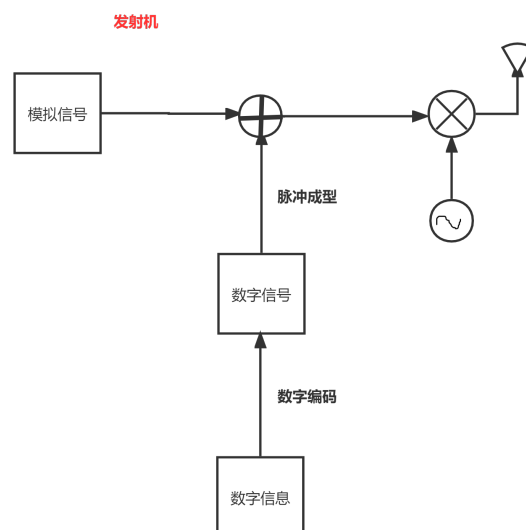 发射机
模拟信号
脉冲成型
数字信号
数字编码
数字信息